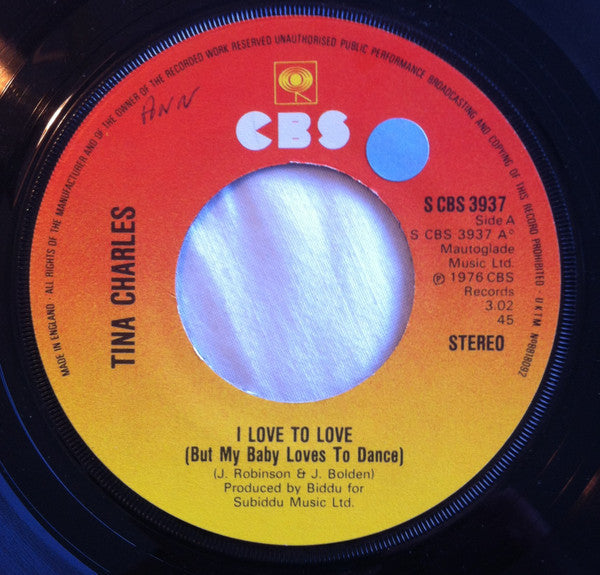 MADE IN ENGLAND · ALL RIGHTS OF THE MANUFACTURER AND OF THE OWNER OF THE RECORDED WORK RESERVED UNAUTHORISED PUBLIC PERFORMANCE BROADCASTING AND COPYING OF THIS RECORD PROHIBITED · U K T M Nº 8918092
ANN
CBS
TINA CHARLES
S CBS 3937
Side A
S CBS 3937 A°
Mautoglade
Music Ltd.
℗ 1976 CBS
Records
3.02
45
STEREO
I LOVE TO LOVE
(But My Baby Loves To Dance)
(J. Robinson & J. Bolden)
Produced by Biddu for
Subiddu Music Ltd.